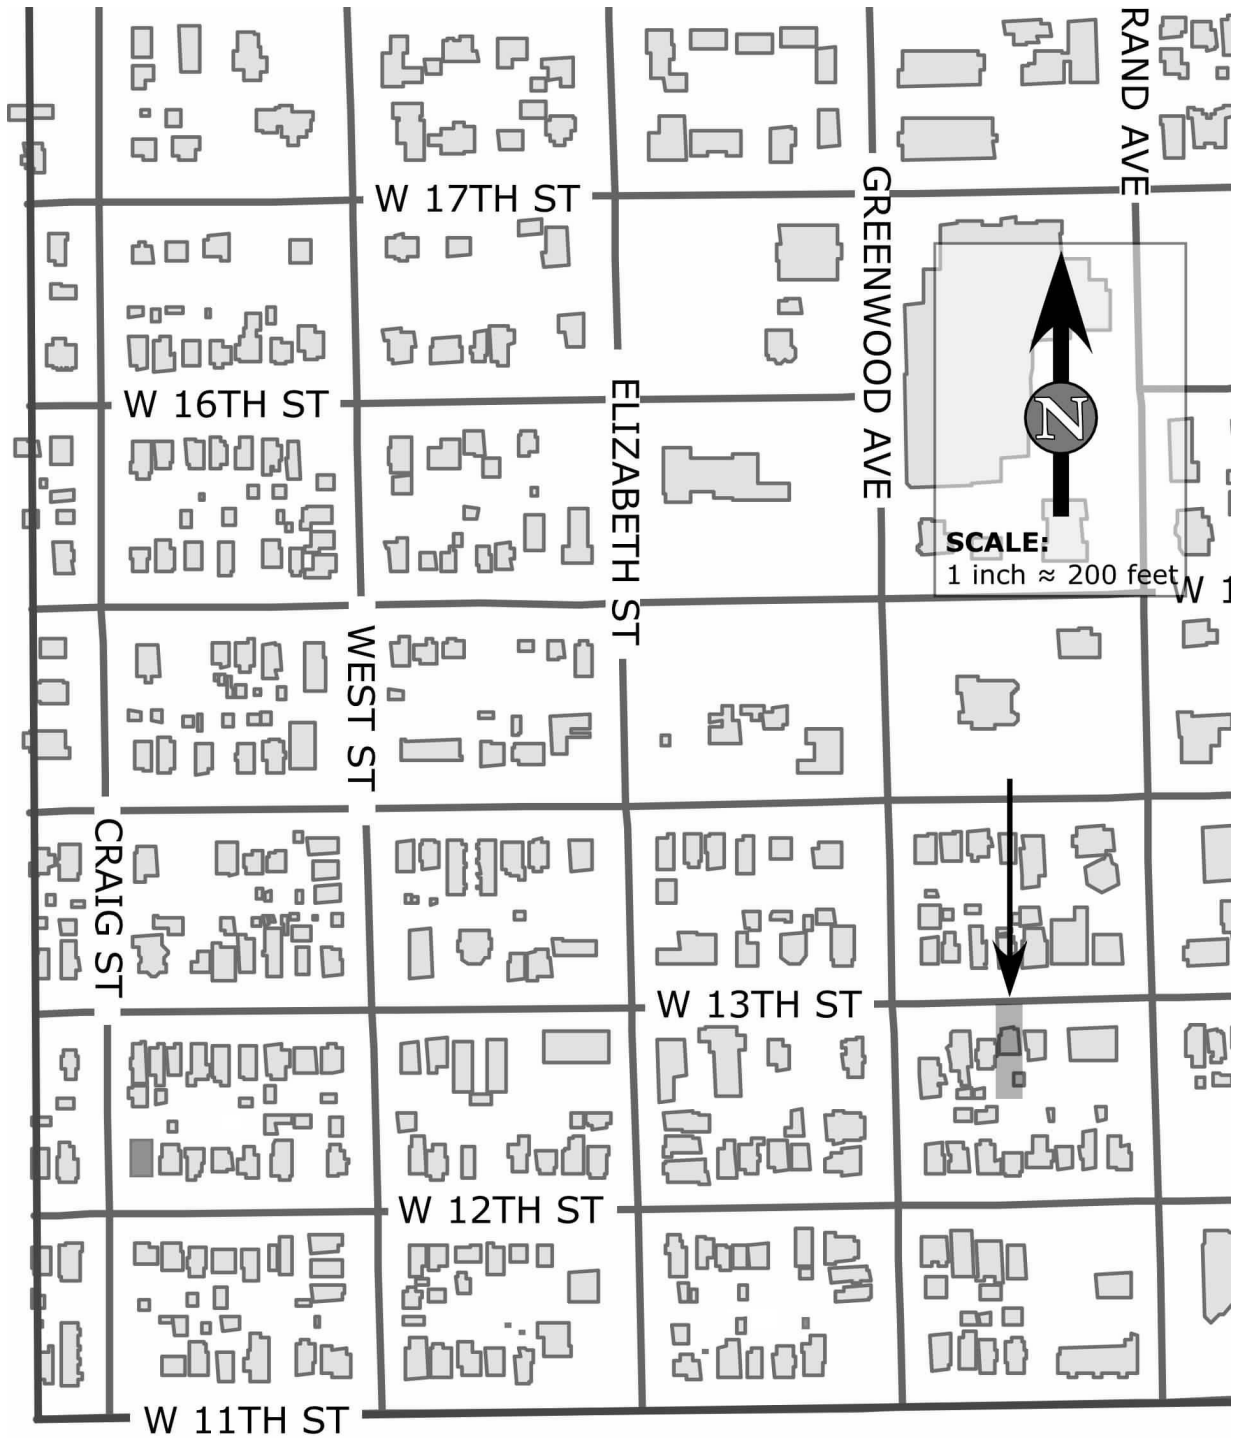 RAND AVE
W 17TH ST
GREENWOOD AVE
W 16TH ST
ELIZABETH ST
N
SCALE:
1 inch ≈ 200 feet
W 1
WEST ST
CRAIG ST
W 13TH ST
W 12TH ST
W 11TH ST